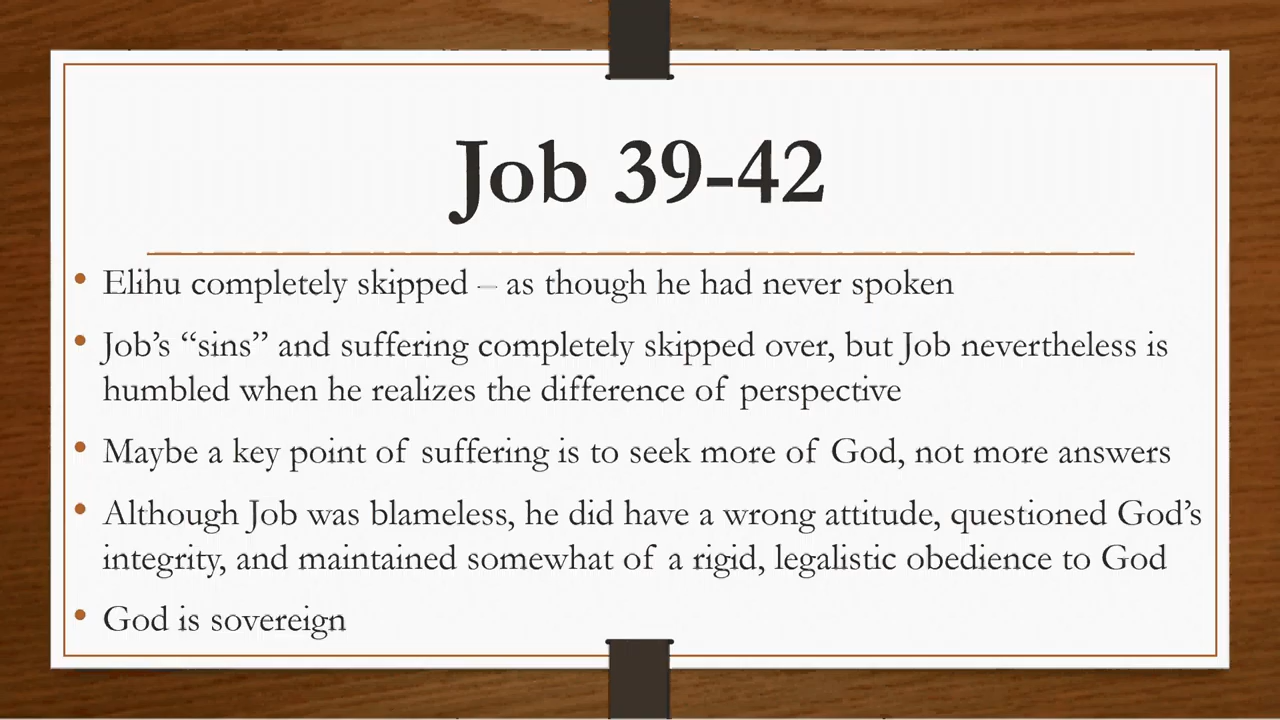 Job 39-42
• Elihu completely skipped – as though he had never spoken
• Job’s “sins” and suffering completely skipped over, but Job nevertheless is
humbled when he realizes the difference of perspective
• Maybe a key point of suffering is to seek more of God, not more answers
• Although Job was blameless, he did have a wrong attitude, questioned God’s
integrity, and maintained somewhat of a rigid, legalistic obedience to God
• God is sovereign